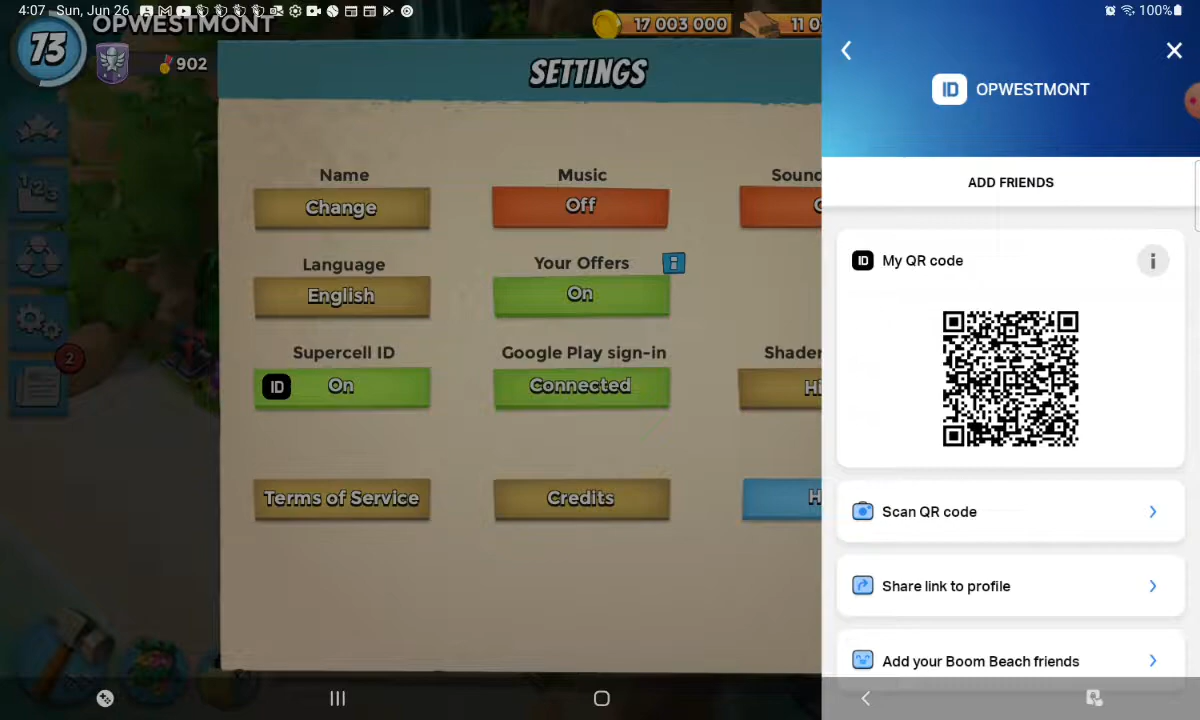 4:07 Sun, Jun 26
100%
73
OPWESTMONT
902
17 003 000
11 0
SETTINGS
Name
Change
Music
Off
Sound
Language
English
Your Offers
On
Supercell ID
ID On
Google Play sign-in
Connected
Shader
Hi
2
Terms of Service
Credits
H
ID OPWESTMONT
ADD FRIENDS
ID My QR code
Scan QR code
Share link to profile
Add your Boom Beach friends